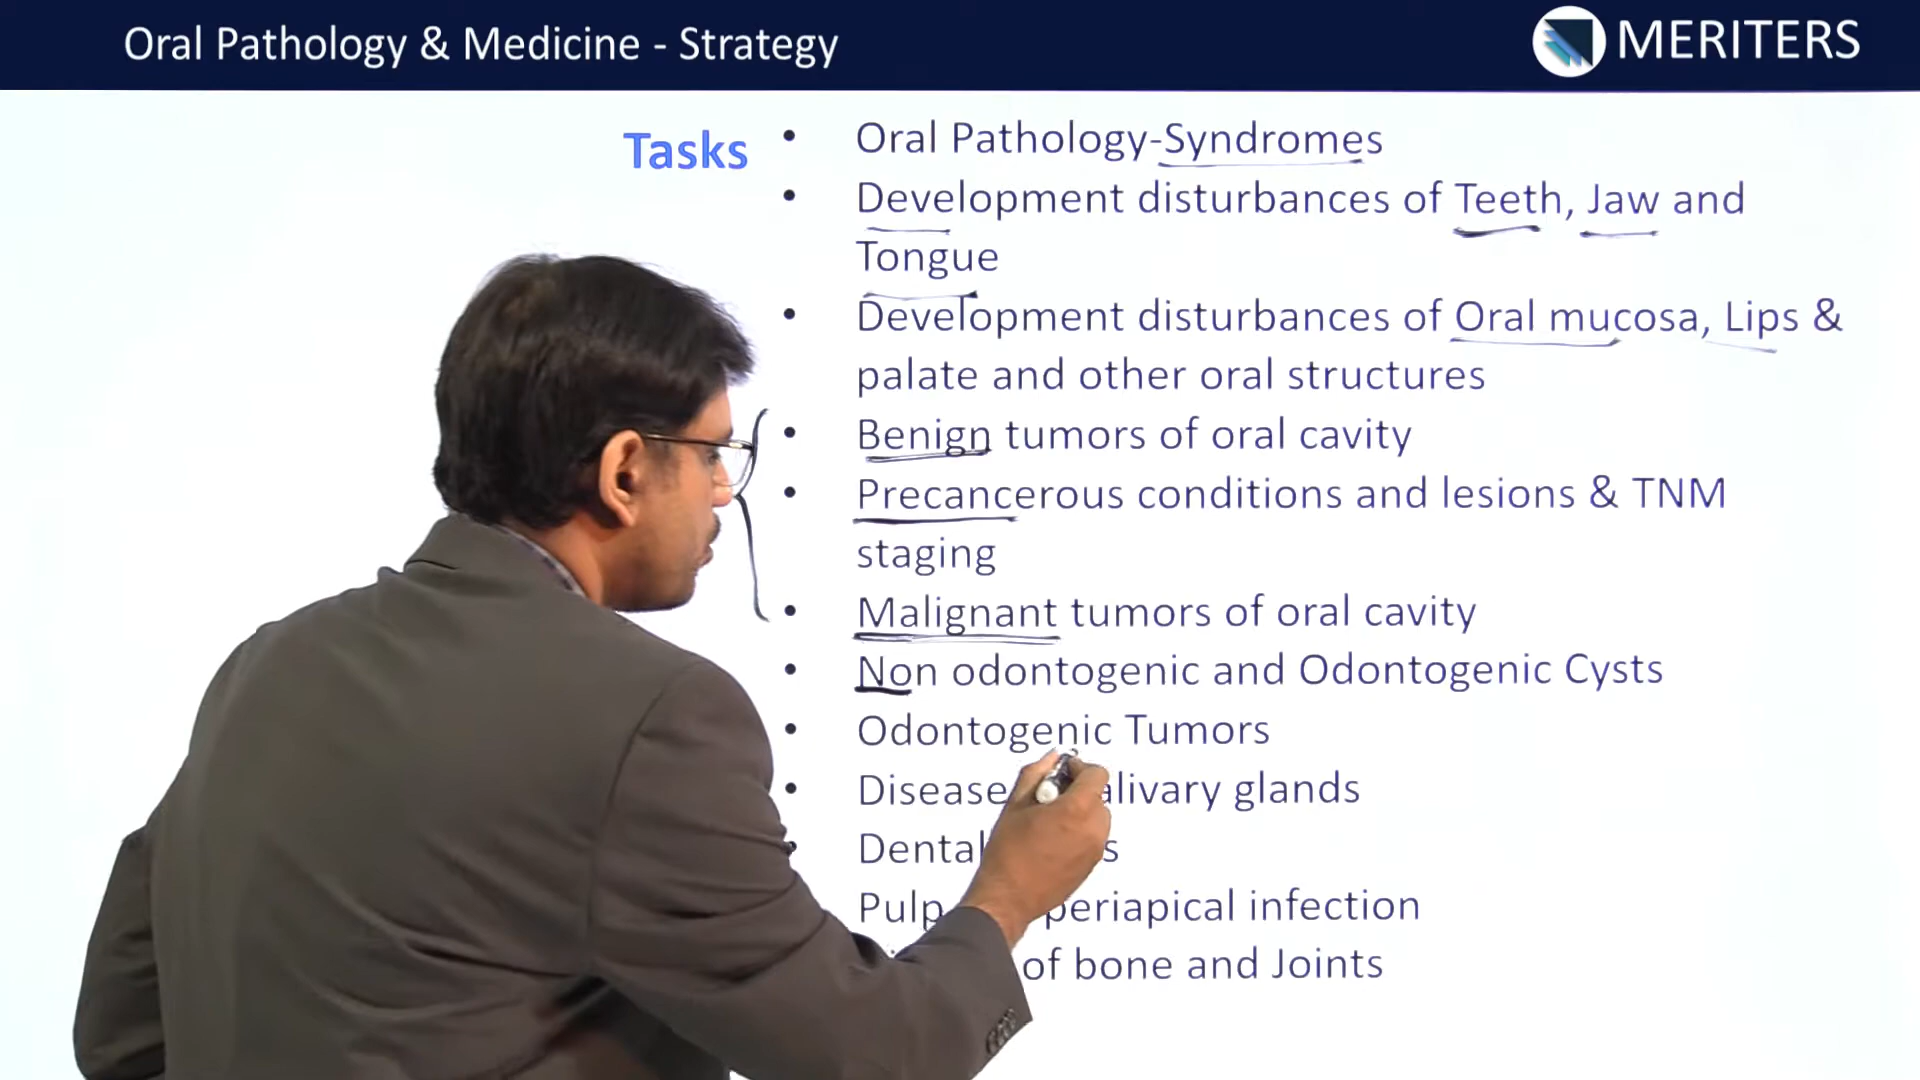 Oral Pathology & Medicine - Strategy
MERITERS
Tasks
• Oral Pathology-Syndromes
• Development disturbances of Teeth, Jaw and
Tongue
• Development disturbances of Oral mucosa, Lips &
palate and other oral structures
• Benign tumors of oral cavity
• Precancerous conditions and lesions & TNM
staging
• Malignant tumors of oral cavity
• Non odontogenic and Odontogenic Cysts
• Odontogenic Tumors
• Disease glands
• Dental
Pulp periapical infection
of bone and Joints